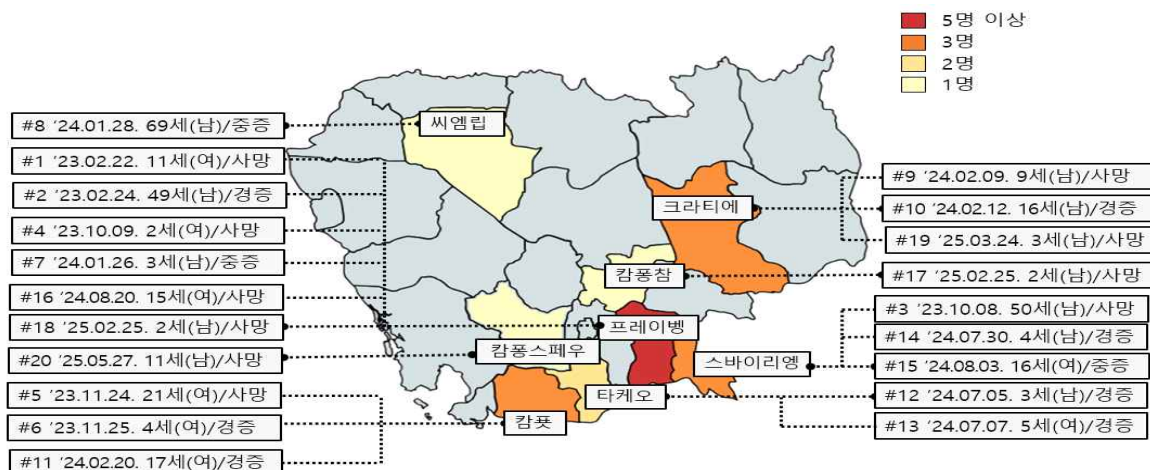 5명 이상
3명
2명
1명
씨엠립
크라티에
캄퐁참
프레이벵
캄퐁스페우
스바이리엥
타케오
캄폿
#8 ‘24.01.28. 69세(남)/중증
#1 ‘23.02.22. 11세(여)/사망
#2 ‘23.02.24. 49세(남)/경증
#4 ‘23.10.09. 2세(여)/사망
#7 ‘24.01.26. 3세(남)/중증
#16 ‘24.08.20. 15세(여)/사망
#18 ‘25.02.25. 2세(남)/사망
#20 ‘25.05.27. 11세(남)/사망
#5 ‘23.11.24. 21세(여)/사망
#6 ‘23.11.25. 4세(여)/경증
#11 ‘24.02.20. 17세(여)/경증
#9 ‘24.02.09. 9세(남)/사망
#10 ‘24.02.12. 16세(남)/경증
#19 ‘25.03.24. 3세(남)/사망
#17 ‘25.02.25. 2세(남)/사망
#3 ‘23.10.08. 50세(남)/사망
#14 ‘24.07.30. 4세(남)/경증
#15 ‘24.08.03. 16세(여)/중증
#12 ‘24.07.05. 3세(남)/경증
#13 ‘24.07.07. 5세(여)/경증